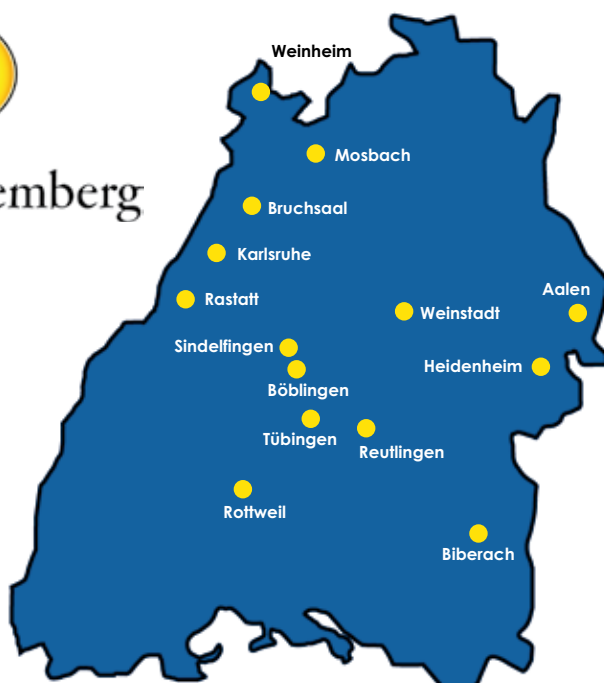 Weinheim
Mosbach
emberg
Bruchsaal
Karlsruhe
Aalen
Rastatt
Weinstadt
Sindelfingen
Heidenheim
Böblingen
Tübingen
Reutlingen
Rottweil
Biberach